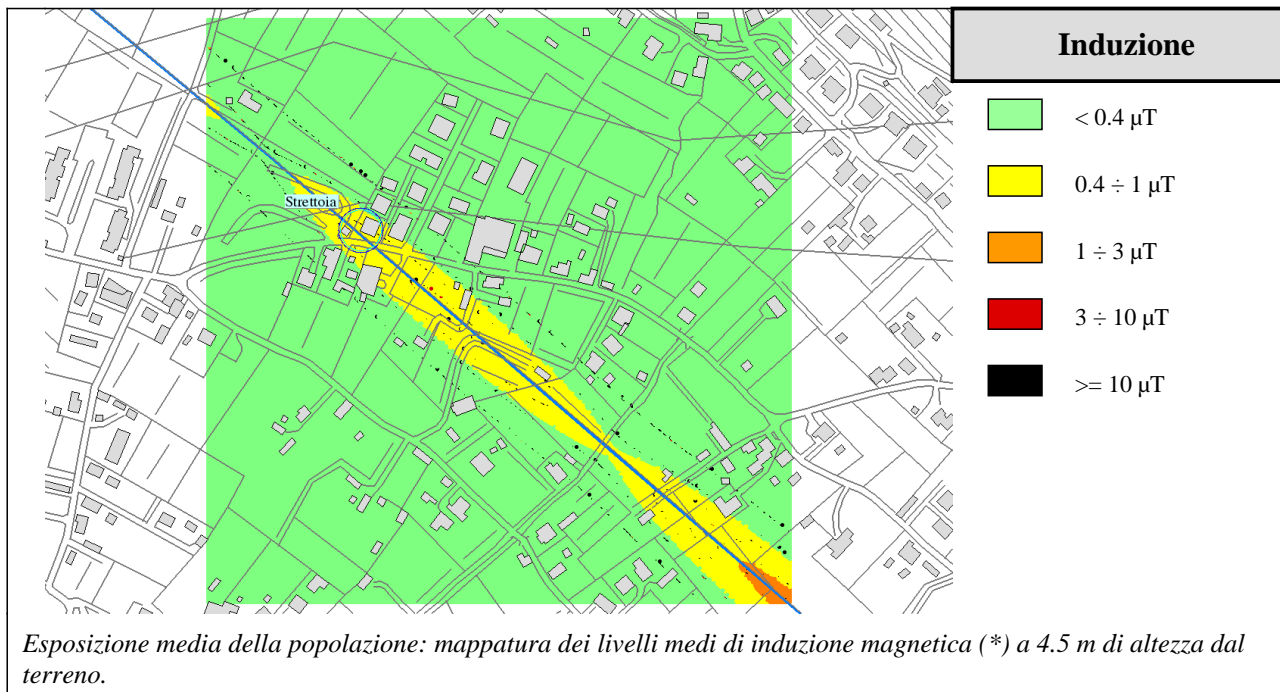 Induzione
< 0.4 µT
0.4 ÷ 1 µT
1 ÷ 3 µT
3 ÷ 10 µT
>= 10 µT
Strettoia
Esposizione media della popolazione: mappatura dei livelli medi di induzione magnetica (*) a 4.5 m di altezza dal
terreno.